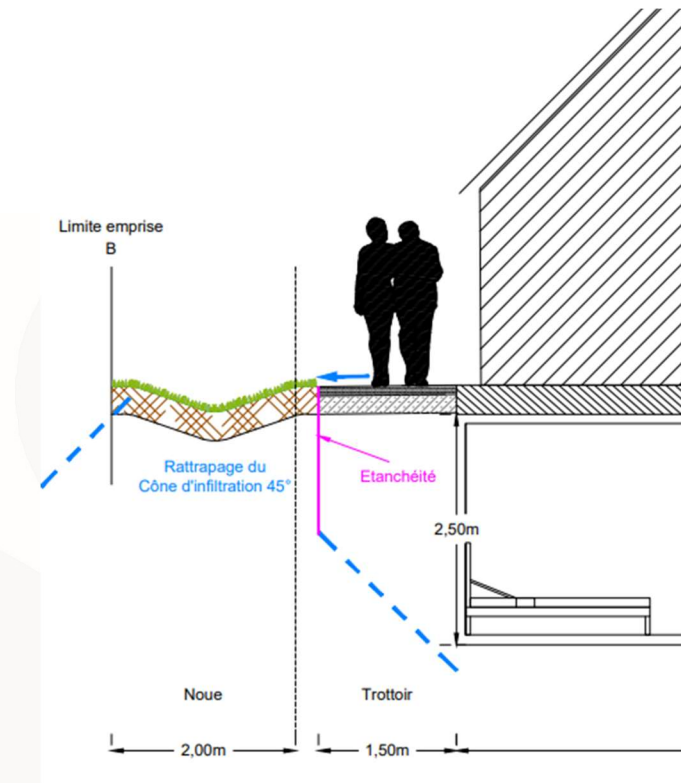 Limite emprise
B
Rattrapage du
Cône d'infiltration 45°
Etanchéité
2,50m
Noue
Trottoir
2,00m
1,50m